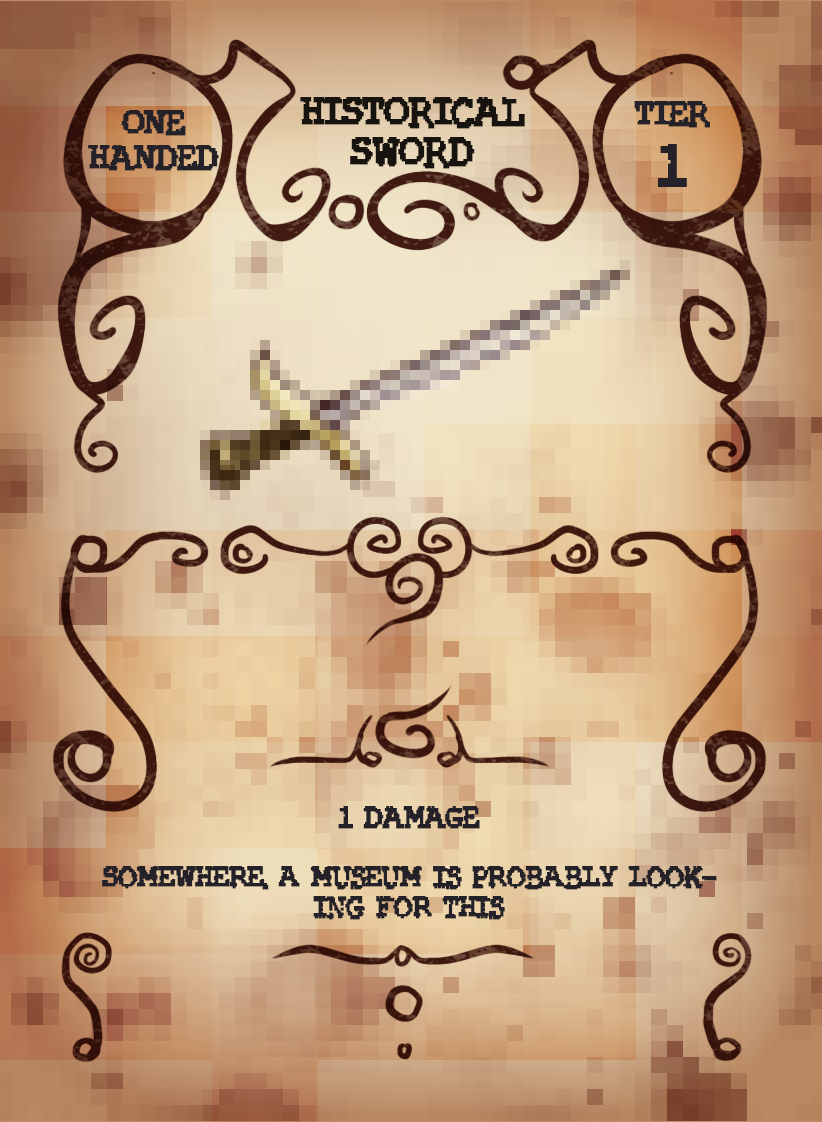 ONE
HANDED
HISTORICAL
SWORD
TIER
1
1 DAMAGE
SOMEWHERE, A MUSEUM IS PROBABLY LOOK-
ING FOR THIS